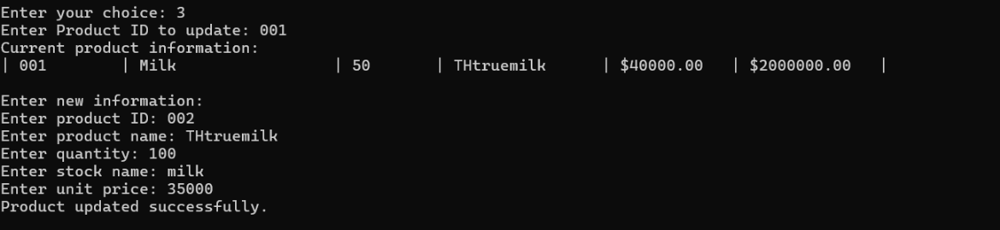 Enter your choice: 3
Enter Product ID to update: 001
Current product information:
| 001 | Milk | 50 | THtruemilk | $40000.00 | $2000000.00 |
Enter new information:
Enter product ID: 002
Enter product name: THtruemilk
Enter quantity: 100
Enter stock name: milk
Enter unit price: 35000
Product updated successfully.